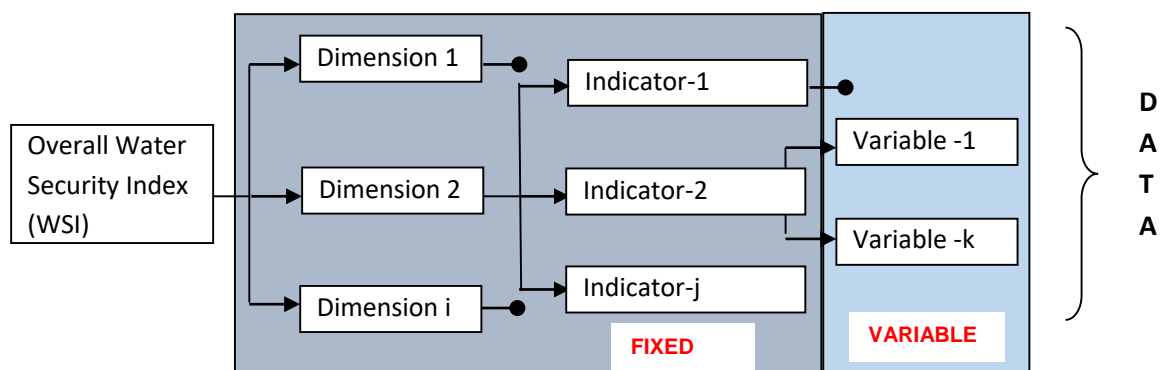 Overall Water
Security Index
(WSI)
Dimension 1
Dimension 2
Dimension i
Indicator-1
Indicator-2
Indicator-j
FIXED
Variable -1
Variable -k
VARIABLE
D
A
T
A